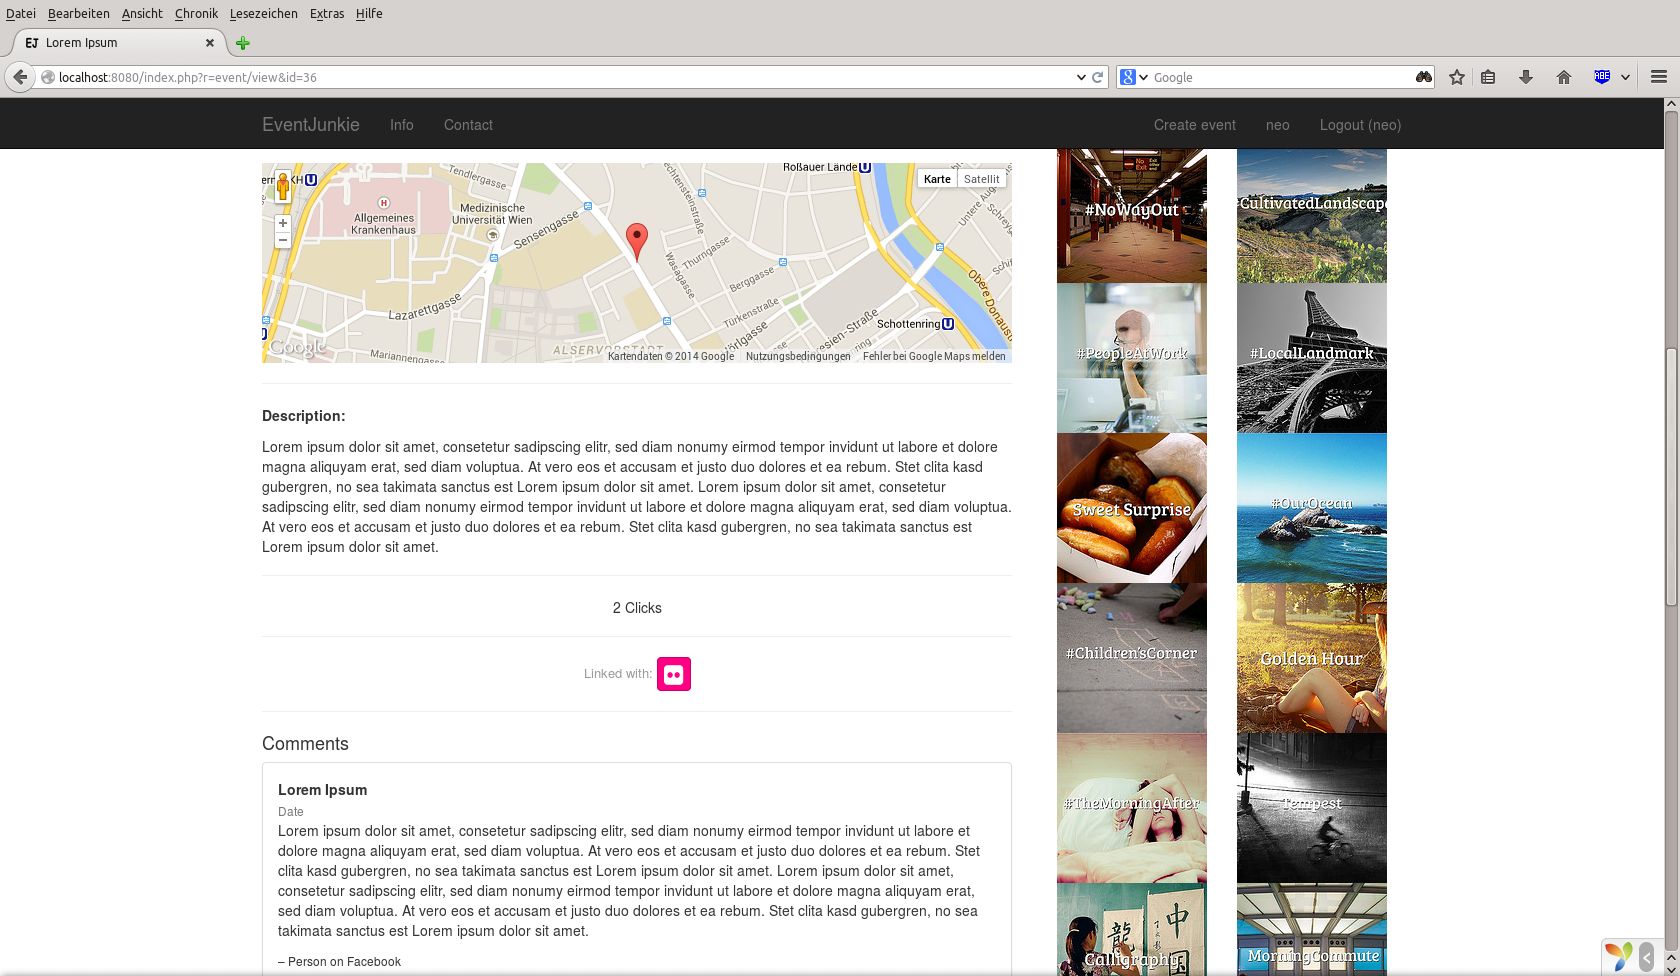 Datei Bearbeiten Ansicht Chronik Lesezeichen Extras Hilfe
EJ Lorem Ipsum
localhost:8080/index.php?r=event/view&id=36
Google
ABE
EventJunkie Info Contact Create event neo Logout (neo)
Roßauer Lände U
Karte Satellit
KH U
Tendlergasse
Allgemeines
Krankenhaus
Medizinische
Universität Wien
Sensengasse
Thurngasse
Wasagasse
Berggasse
Türkenstraße
Lazarettgasse
Mariannengasse
ALSERVORSTADT
Schottenring U
Google
Kartendaten © 2014 Google Nutzungsbedingungen Fehler bei Google Maps melden
Description:
Lorem ipsum dolor sit amet, consetetur sadipscing elitr, sed diam nonumy eirmod tempor invidunt ut labore et dolore
magna aliquyam erat, sed diam voluptua. At vero eos et accusam et justo duo dolores et ea rebum. Stet clita kasd
gubergren, no sea takimata sanctus est Lorem ipsum dolor sit amet. Lorem ipsum dolor sit amet, consetetur
sadipscing elitr, sed diam nonumy eirmod tempor invidunt ut labore et dolore magna aliquyam erat, sed diam voluptua.
At vero eos et accusam et justo duo dolores et ea rebum. Stet clita kasd gubergren, no sea takimata sanctus est
Lorem ipsum dolor sit amet.
2 Clicks
Linked with:
Comments
Lorem Ipsum
Date
Lorem ipsum dolor sit amet, consetetur sadipscing elitr, sed diam nonumy eirmod tempor invidunt ut labore et
dolore magna aliquyam erat, sed diam voluptua. At vero eos et accusam et justo duo dolores et ea rebum. Stet
clita kasd gubergren, no sea takimata sanctus est Lorem ipsum dolor sit amet. Lorem ipsum dolor sit amet,
consetetur sadipscing elitr, sed diam nonumy eirmod tempor invidunt ut labore et dolore magna aliquyam erat,
sed diam voluptua. At vero eos et accusam et justo duo dolores et ea rebum. Stet clita kasd gubergren, no sea
takimata sanctus est Lorem ipsum dolor sit amet.
– Person on Facebook
No Exit
#NoWayOut
#CultivatedLandscape
#PeopleAtWork
#LocalLandmark
Sweet Surprise
#OurOcean
#Children'sCorner
Golden Hour
#TheMorningAfter
Tempest
龍
中国
Calligraphy
MorningCommute